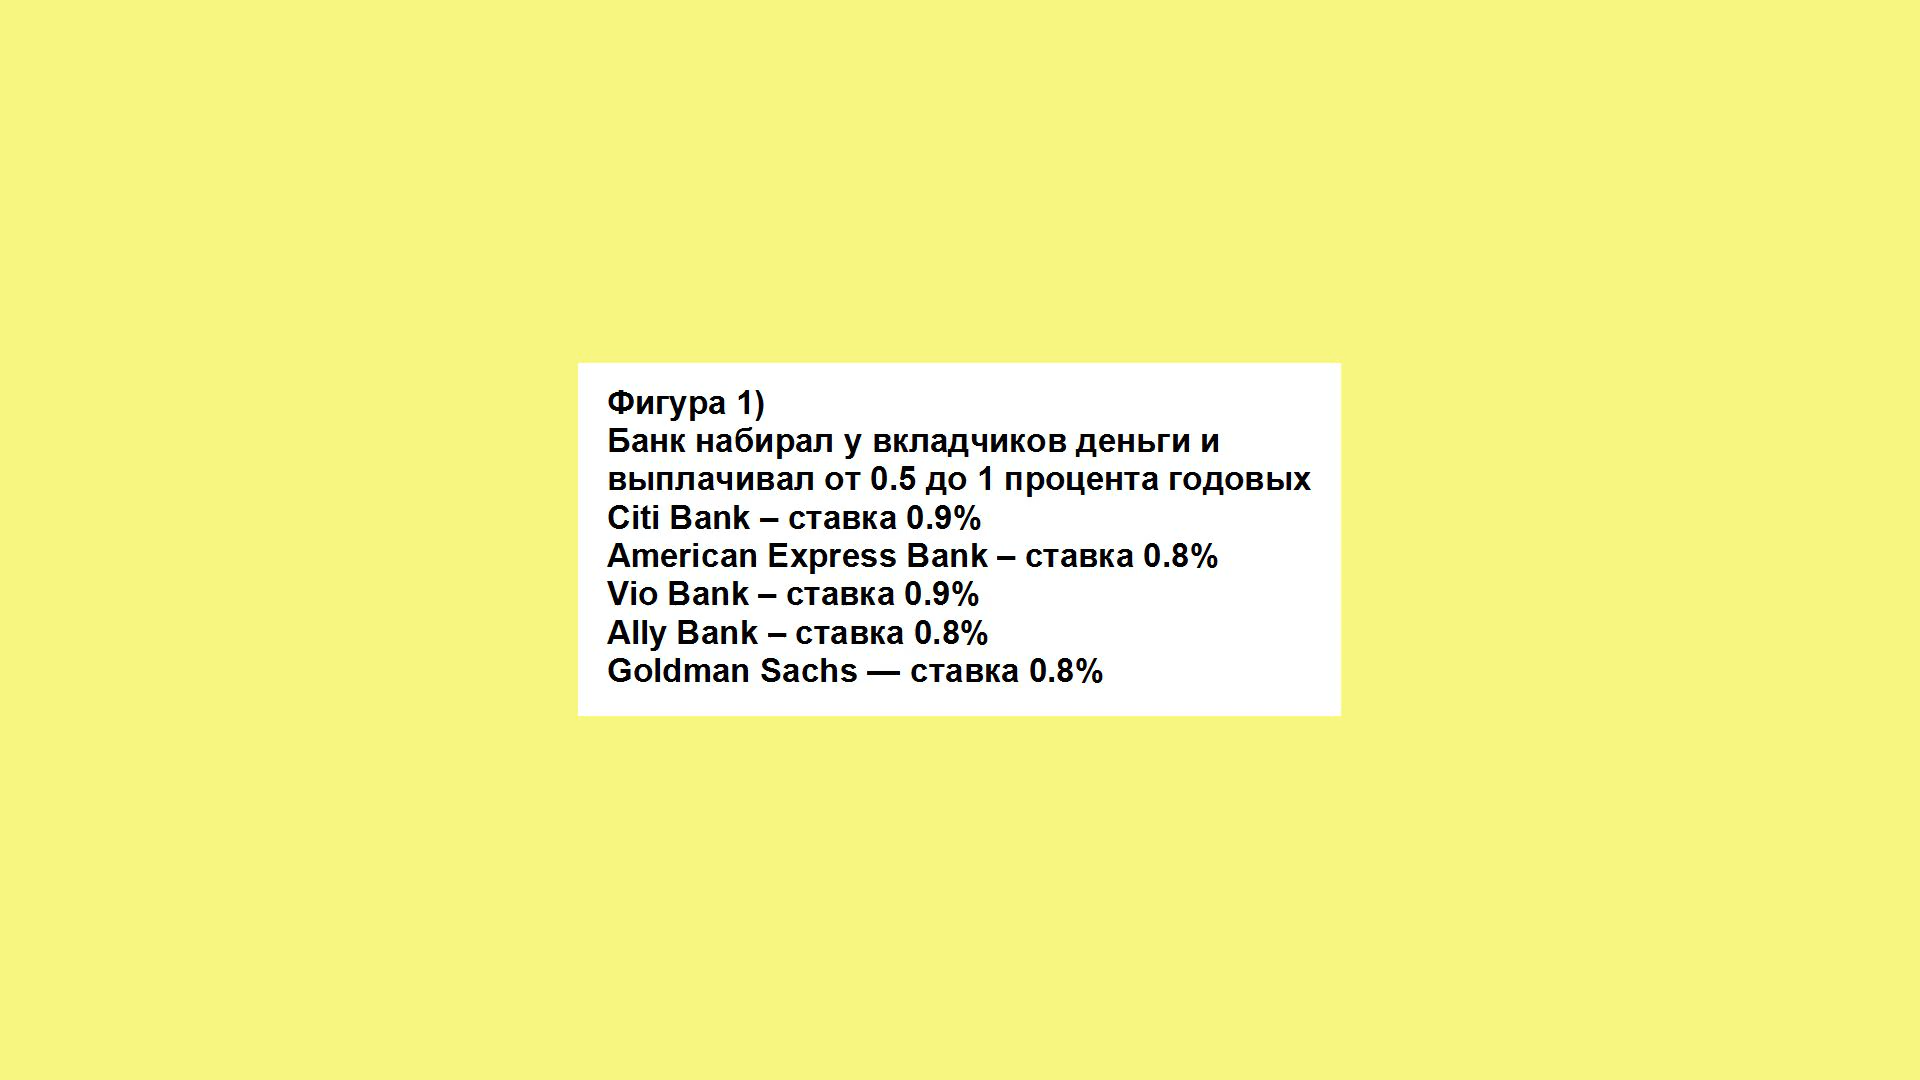 Фигура 1)
Банк набирал у вкладчиков деньги и
выплачивал от 0.5 до 1 процента годовых
Citi Bank – ставка 0.9%
American Express Bank – ставка 0.8%
Vio Bank – ставка 0.9%
Ally Bank – ставка 0.8%
Goldman Sachs — ставка 0.8%